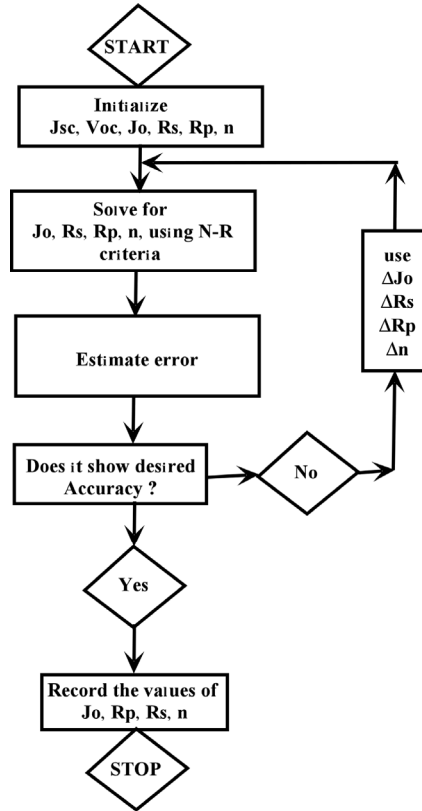 START
Initialize
Jsc, Voc, Jo, Rs, Rp, n
Solve for
Jo, Rs, Rp, n, using N-R
criteria
use
ΔJo
ΔRs
ΔRp
Δn
Estimate error
Does it show desired
Accuracy ?
No
Yes
Record the values of
Jo, Rp, Rs, n
STOP